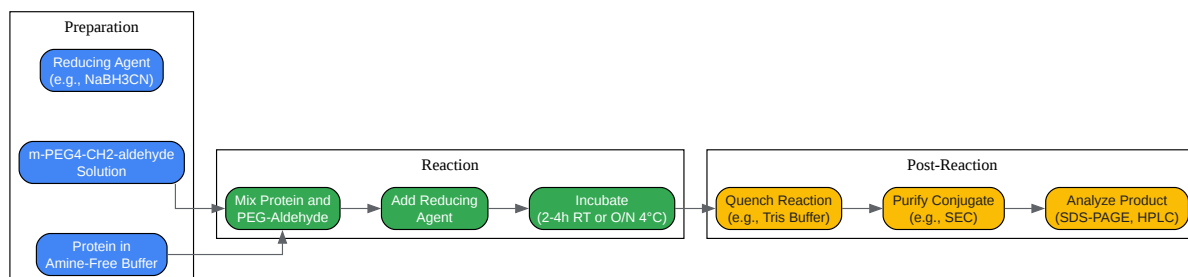 Preparation
Reducing Agent
(e.g., NaBH3CN)
m-PEG4-CH2-aldehyde
Solution
Protein in
Amine-Free Buffer
Reaction
Mix Protein and
PEG-Aldehyde
Add Reducing
Agent
Incubate
(2-4h RT or O/N 4°C)
Post-Reaction
Quench Reaction
(e.g., Tris Buffer)
Purify Conjugate
(e.g., SEC)
Analyze Product
(SDS-PAGE, HPLC)